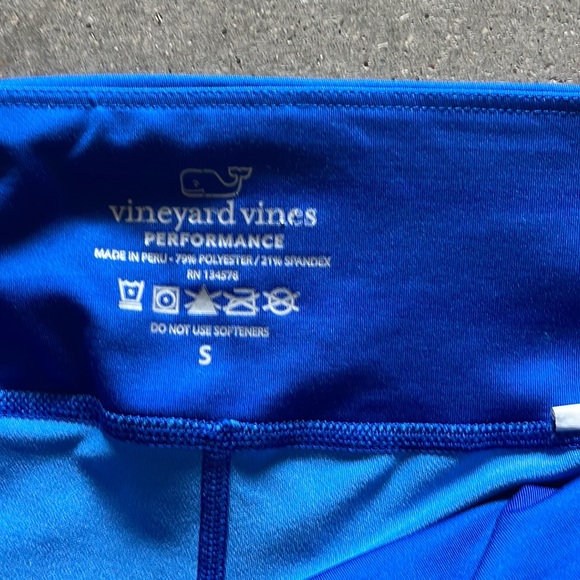 vineyard vines
PERFORMANCE
MADE IN PERU - 79% POLYESTER / 21% SPANDEX
RN 134578
DO NOT USE SOFTENERS
S